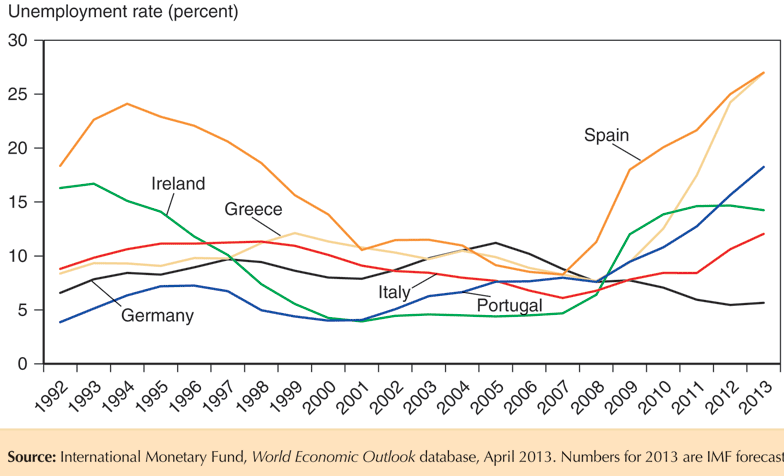 Unemployment rate (percent)
30
25
20
15
10
5
0
Spain
Ireland
Greece
Italy
Portugal
Germany
1992 1993 1994 1995 1996 1997 1998 1999 2000 2001 2002 2003 2004 2005 2006 2007 2008 2009 2010 2011 2012 2013
Source: International Monetary Fund, World Economic Outlook database, April 2013. Numbers for 2013 are IMF forecast